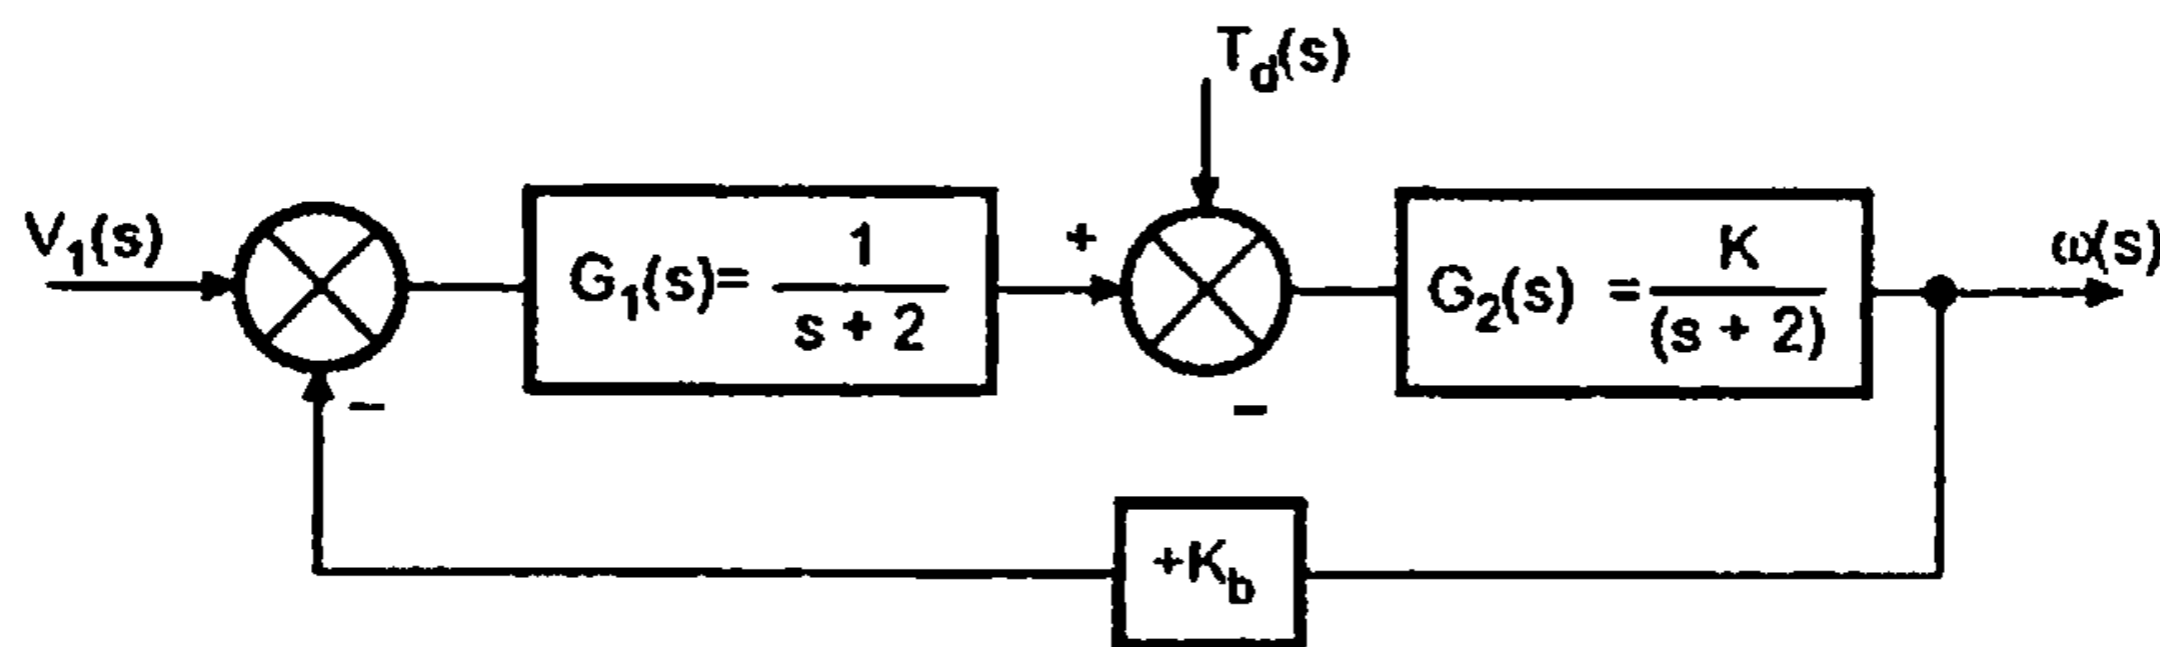 T_d(s)
V_1(s)
G_1(s)= 1 / s + 2
+
G_2(s) = K / (s + 2)
ω(s)
−
−
+K_b